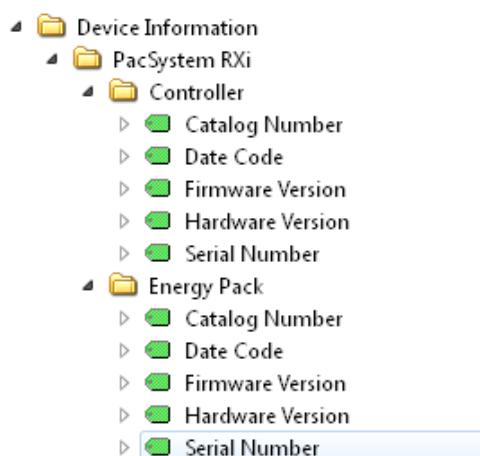 Device Information
PacSystem RXi
Controller
Catalog Number
Date Code
Firmware Version
Hardware Version
Serial Number
Energy Pack
Catalog Number
Date Code
Firmware Version
Hardware Version
Serial Number